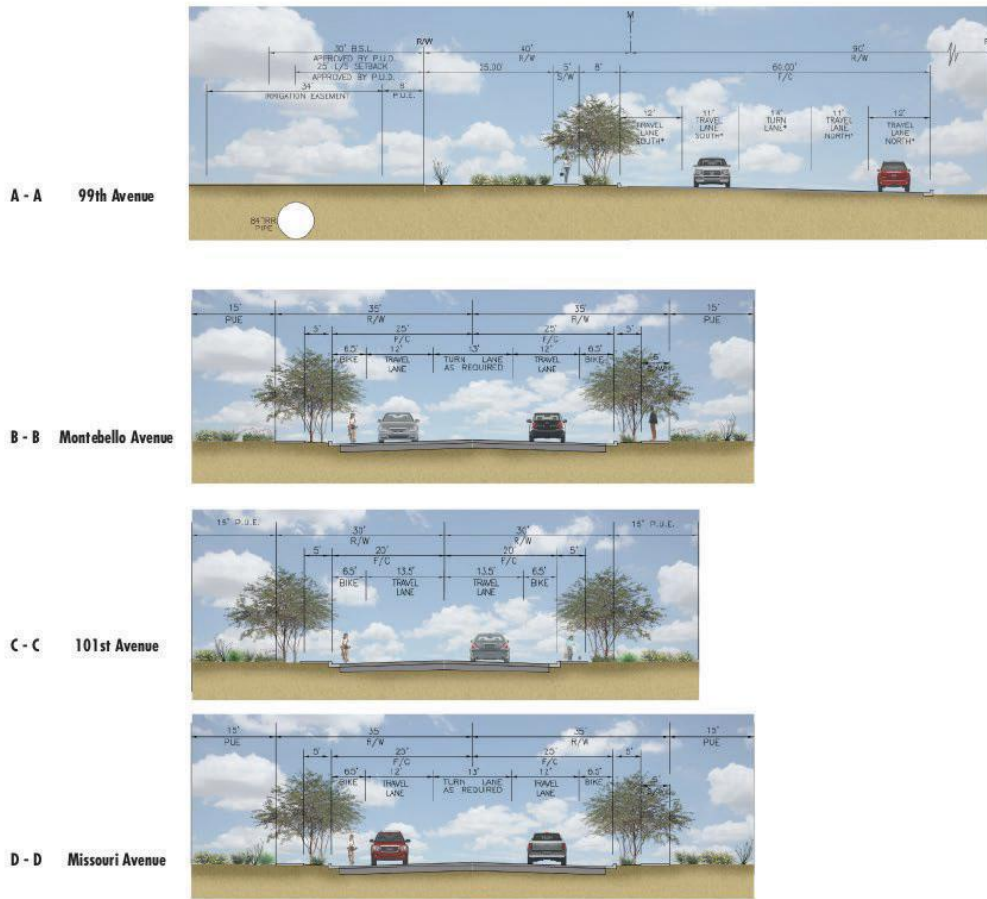 A - A 99th Avenue
30' B.S.L.
APPROVED BY P.U.D.
25' L/S SETBACK
APPROVED BY P.U.D.
34'
IRRIGATION EASEMENT
8'
P.U.E.
R/W
40'
R/W
M
90'
R/W
25.00'
5'
S/W
8'
60.00'
F/C
12'
TRAVEL
LANE
SOUTH*
11'
TRAVEL
LANE
SOUTH*
14'
TURN
LANE*
11'
TRAVEL
LANE
NORTH*
12'
TRAVEL
LANE
NORTH*
PIPE
B - B Montebello Avenue
15'
PUE
35'
R/W
35'
R/W
15'
PUE
5'
25'
F/C
25'
F/C
5'
6.5'
BIKE
12'
TRAVEL
LANE
13'
TURN LANE
AS REQUIRED
12'
TRAVEL
LANE
6.5'
BIKE
C - C 101st Avenue
15' P.U.E.
30'
R/W
30'
R/W
15' P.U.E.
5'
20'
F/C
20'
F/C
5'
6.5'
BIKE
13.5'
TRAVEL
LANE
13.5'
TRAVEL
LANE
6.5'
BIKE
D - D Missouri Avenue
15'
PUE
35'
R/W
35'
R/W
15'
PUE
5'
25'
F/C
25'
F/C
5'
6.5'
BIKE
12'
TRAVEL
LANE
13'
TURN LANE
AS REQUIRED
12'
TRAVEL
LANE
6.5'
BIKE